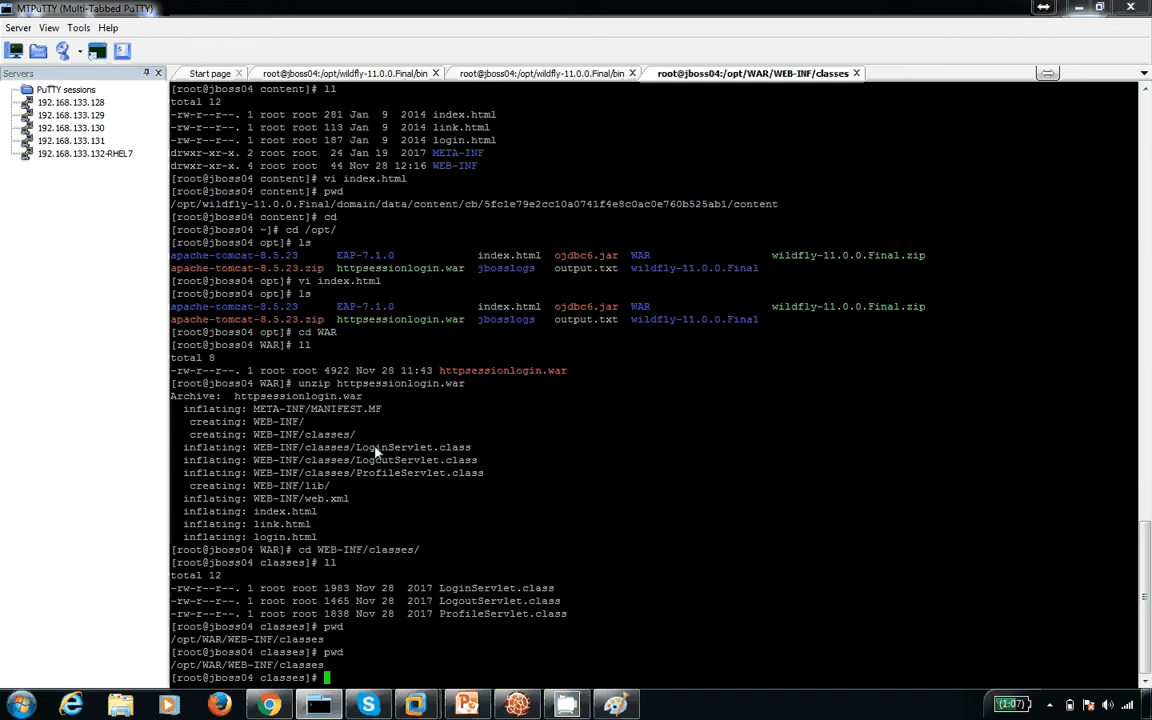 MTPuTTY (Multi-Tabbed PuTTY)
Server View Tools Help
Servers
Start page
root@jboss04:/opt/wildfly-11.0.0.Final/bin
root@jboss04:/opt/wildfly-11.0.0.Final/bin
root@jboss04:/opt/WAR/WEB-INF/classes
PuTTY sessions
192.168.133.128
192.168.133.129
192.168.133.130
192.168.133.131
192.168.133.132-RHEL7
[root@jboss04 content]# ll
total 12
-rw-r--r--. 1 root root 281 Jan 9 2014 index.html
-rw-r--r--. 1 root root 113 Jan 9 2014 link.html
-rw-r--r--. 1 root root 187 Jan 9 2014 login.html
drwxr-xr-x. 2 root root 24 Jan 19 2017 META-INF
drwxr-xr-x. 4 root root 44 Nov 28 12:16 WEB-INF
[root@jboss04 content]# vi index.html
[root@jboss04 content]# pwd
/opt/wildfly-11.0.0.Final/domain/data/content/cb/5fc1e79e2cc10a0741f4e8c0ac0e760b525ab1/content
[root@jboss04 content]# cd
[root@jboss04 ~]# cd /opt/
[root@jboss04 opt]# ls
apache-tomcat-8.5.23 EAP-7.1.0 index.html ojdbc6.jar WAR wildfly-11.0.0.Final.zip
apache-tomcat-8.5.23.zip httpsessionlogin.war jbosslogs output.txt wildfly-11.0.0.Final
[root@jboss04 opt]# vi index.html
[root@jboss04 opt]# ls
apache-tomcat-8.5.23 EAP-7.1.0 index.html ojdbc6.jar WAR wildfly-11.0.0.Final.zip
apache-tomcat-8.5.23.zip httpsessionlogin.war jbosslogs output.txt wildfly-11.0.0.Final
[root@jboss04 opt]# cd WAR
[root@jboss04 WAR]# ll
total 8
-rw-r--r--. 1 root root 4922 Nov 28 11:43 httpsessionlogin.war
[root@jboss04 WAR]# unzip httpsessionlogin.war
Archive: httpsessionlogin.war
inflating: META-INF/MANIFEST.MF
creating: WEB-INF/
creating: WEB-INF/classes/
inflating: WEB-INF/classes/LoginServlet.class
inflating: WEB-INF/classes/LogoutServlet.class
inflating: WEB-INF/classes/ProfileServlet.class
creating: WEB-INF/lib/
inflating: WEB-INF/web.xml
inflating: index.html
inflating: link.html
inflating: login.html
[root@jboss04 WAR]# cd WEB-INF/classes/
[root@jboss04 classes]# ll
total 12
-rw-r--r--. 1 root root 1983 Nov 28 2017 LoginServlet.class
-rw-r--r--. 1 root root 1465 Nov 28 2017 LogoutServlet.class
-rw-r--r--. 1 root root 1838 Nov 28 2017 ProfileServlet.class
[root@jboss04 classes]# pwd
/opt/WAR/WEB-INF/classes
[root@jboss04 classes]# pwd
/opt/WAR/WEB-INF/classes
[root@jboss04 classes]#
(1:07)